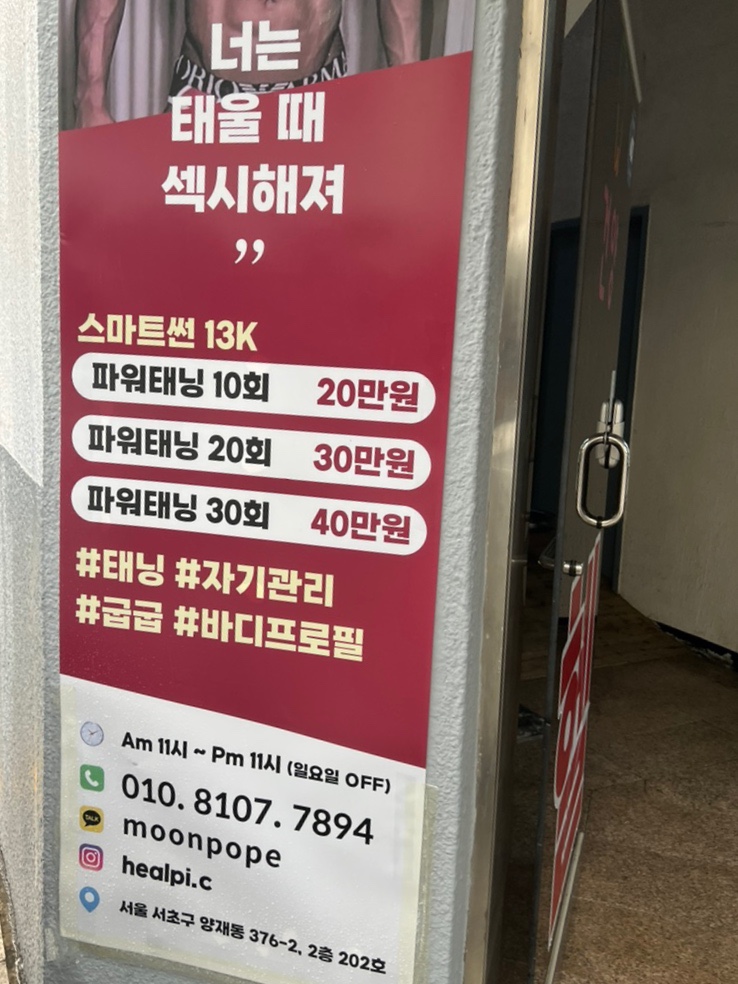 너는
태울 때
섹시해져
”
스마트썬 13K
파워태닝 10회 20만원
파워태닝 20회 30만원
파워태닝 30회 40만원
#태닝 #자기관리
#굽굽 #바디프로필
Am 11시 ~ Pm 11시 (일요일 OFF)
010. 8107. 7894
TALK
moonpope
healpi.c
서울 서초구 양재동 376-2, 2층 202호